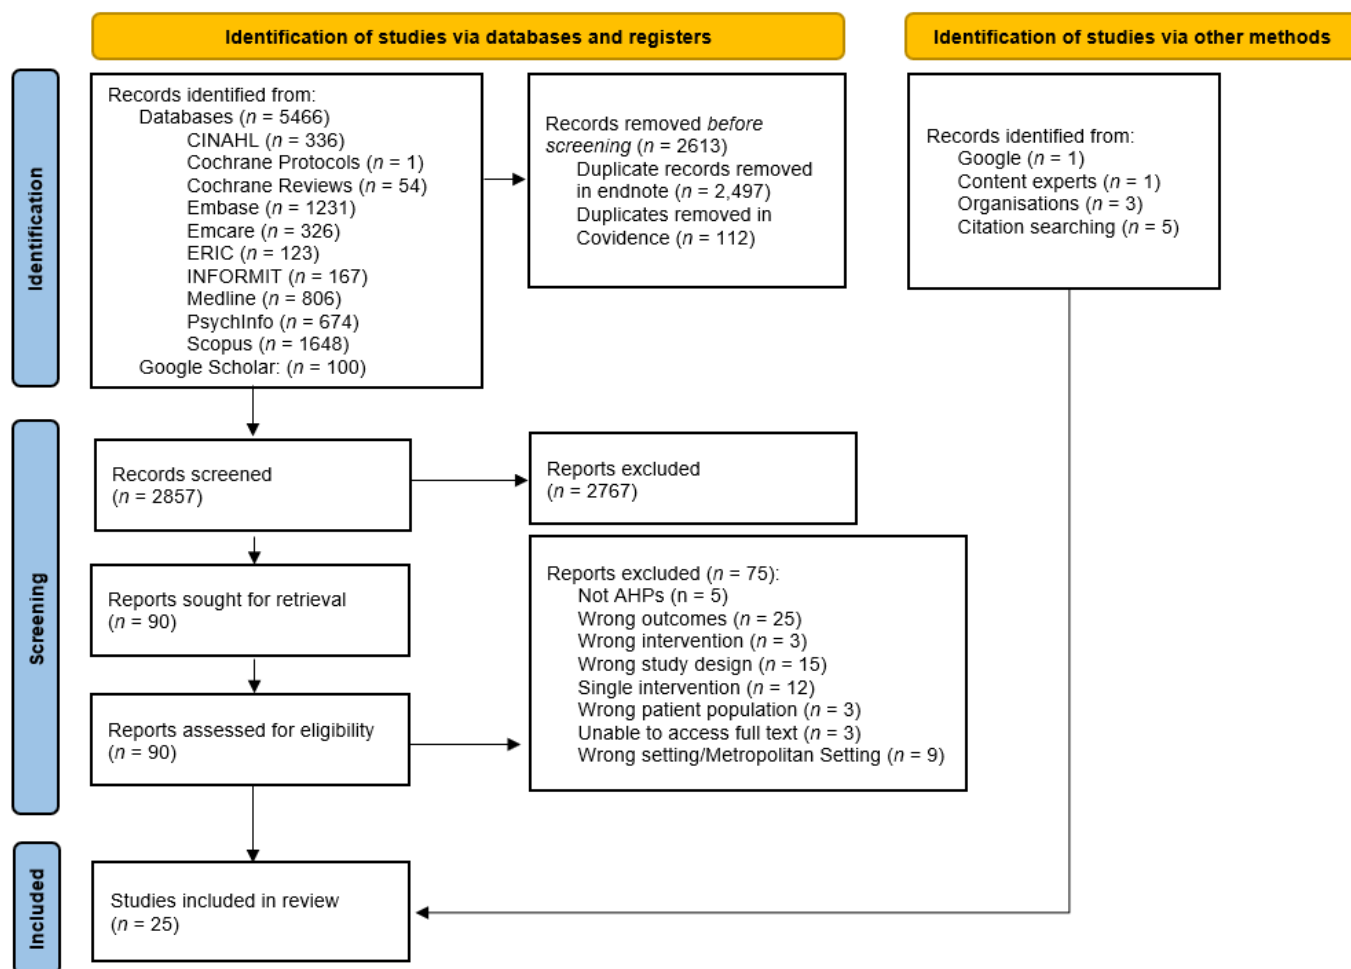 Identification of studies via databases and registers
Identification of studies via other methods
Identification
Records identified from:
Databases (n = 5466)
CINAHL (n = 336)
Cochrane Protocols (n = 1)
Cochrane Reviews (n = 54)
Embase (n = 1231)
Emcare (n = 326)
ERIC (n = 123)
INFORMIT (n = 167)
Medline (n = 806)
PsychInfo (n = 674)
Scopus (n = 1648)
Google Scholar: (n = 100)
Records removed before
screening (n = 2613)
Duplicate records removed
in endnote (n = 2,497)
Duplicates removed in
Covidence (n = 112)
Records identified from:
Google (n = 1)
Content experts (n = 1)
Organisations (n = 3)
Citation searching (n = 5)
Screening
Records screened
(n = 2857)
Reports excluded
(n = 2767)
Reports sought for retrieval
(n = 90)
Reports assessed for eligibility
(n = 90)
Reports excluded (n = 75):
Not AHPs (n = 5)
Wrong outcomes (n = 25)
Wrong intervention (n = 3)
Wrong study design (n = 15)
Single intervention (n = 12)
Wrong patient population (n = 3)
Unable to access full text (n = 3)
Wrong setting/Metropolitan Setting (n = 9)
Included
Studies included in review
(n = 25)